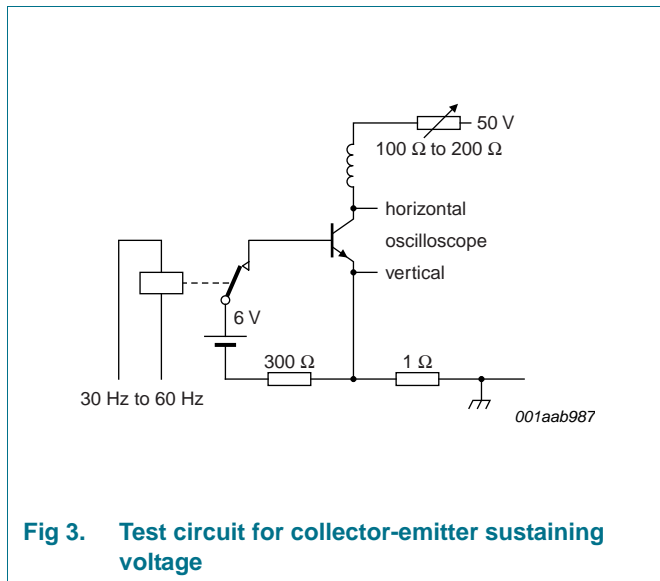 50 V
100 Ω to 200 Ω
horizontal
oscilloscope
vertical
6 V
300 Ω
1 Ω
30 Hz to 60 Hz
001aab987
Fig 3. Test circuit for collector-emitter sustaining
voltage